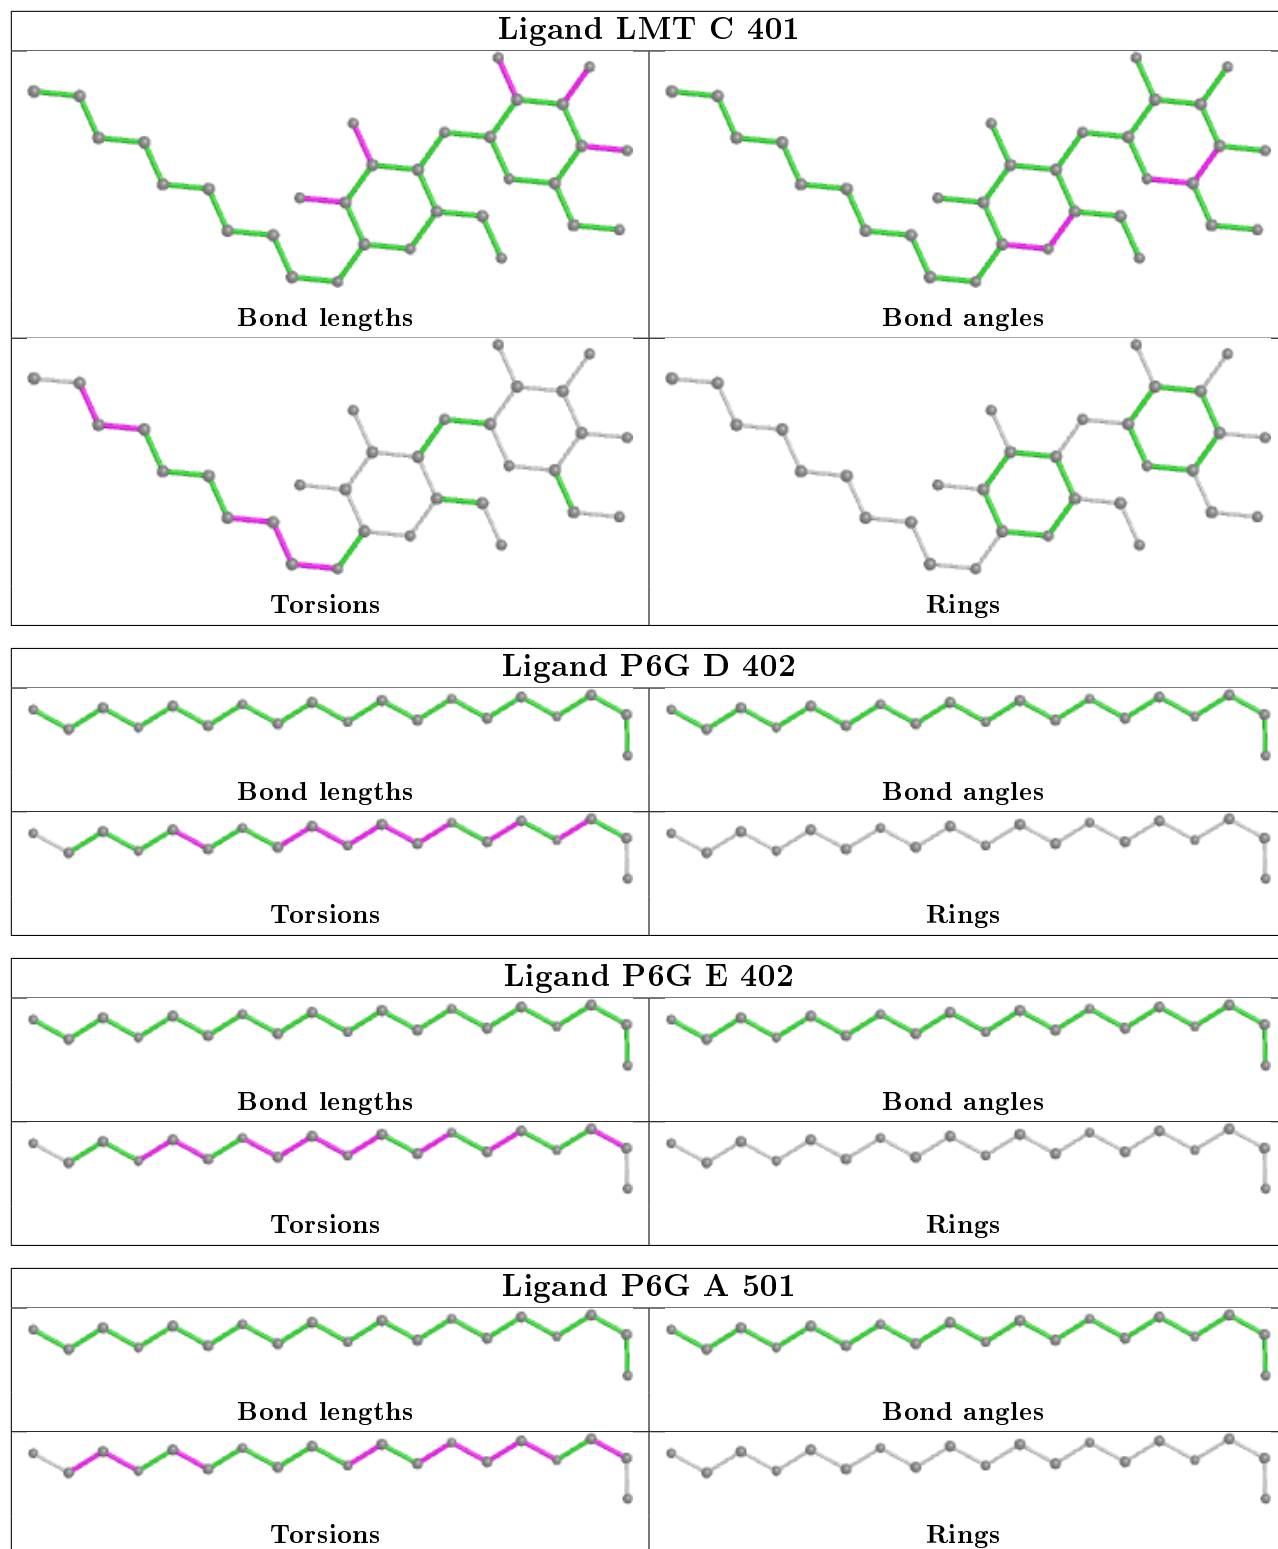 Ligand LMT C 401
Bond lengths
Bond angles
Torsions
Rings
Ligand P6G D 402
Bond lengths
Bond angles
Torsions
Rings
Ligand P6G E 402
Bond lengths
Bond angles
Torsions
Rings
Ligand P6G A 501
Bond lengths
Bond angles
Torsions
Rings